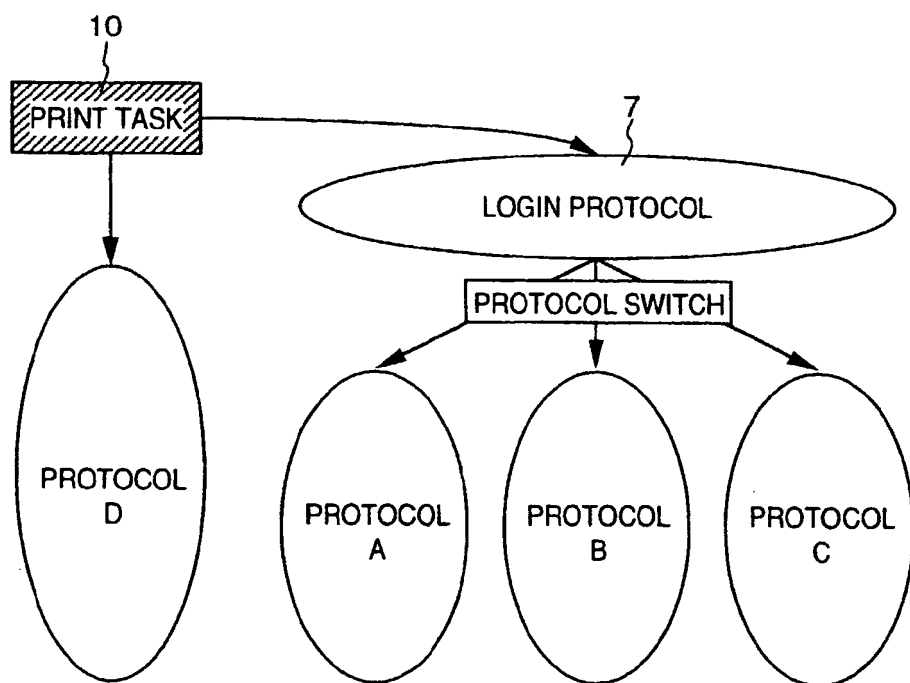 10
PRINT TASK
7
LOGIN PROTOCOL
PROTOCOL SWITCH
PROTOCOL
D
PROTOCOL
A
PROTOCOL
B
PROTOCOL
C